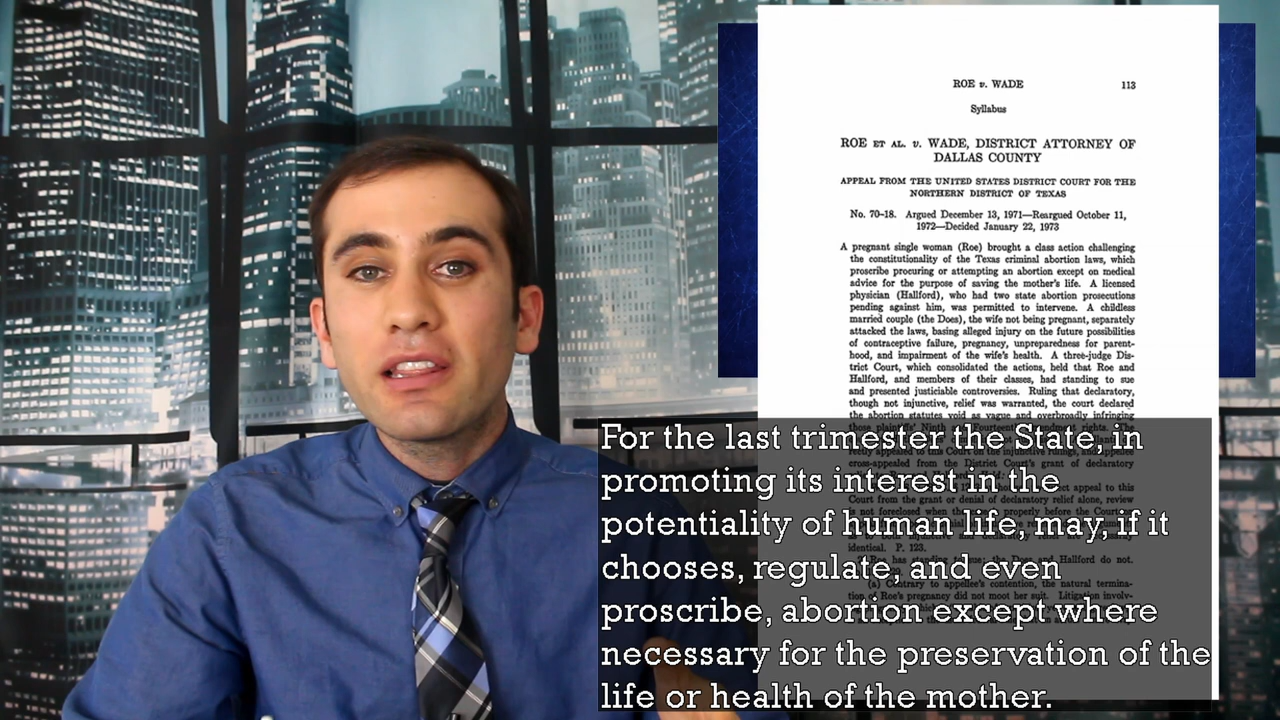 ROE v. WADE 113
Syllabus
ROE ET AL. v. WADE, DISTRICT ATTORNEY OF
DALLAS COUNTY
APPEAL FROM THE UNITED STATES DISTRICT COURT FOR THE
NORTHERN DISTRICT OF TEXAS
No. 70-18. Argued December 13, 1971—Reargued October 11,
1972—Decided January 22, 1973
A pregnant single woman (Roe) brought a class action challenging
the constitutionality of the Texas criminal abortion laws, which
proscribe procuring or attempting an abortion except on medical
advice for the purpose of saving the mother's life. A licensed
physician (Hallford), who had two state abortion prosecutions
pending against him, was permitted to intervene. A childless
married couple (the Does), the wife not being pregnant, separately
attacked the laws, basing alleged injury on the future possibilities
of contraceptive failure, pregnancy, unpreparedness for parent-
hood, and impairment of the wife's health. A three-judge Dis-
trict Court, which consolidated the actions, held that Roe and
Hallford, and members of their classes, had standing to sue
and presented justiciable controversies. Ruling that declaratory,
though not injunctive, relief was warranted, the court declared
the abortion statutes void as vague and overbroadly infringing
For the last trimester the State, in
promoting its interest in the
potentiality of human life, may, if it
chooses, regulate, and even
proscribe, abortion except where
necessary for the preservation of the
life or health of the mother.